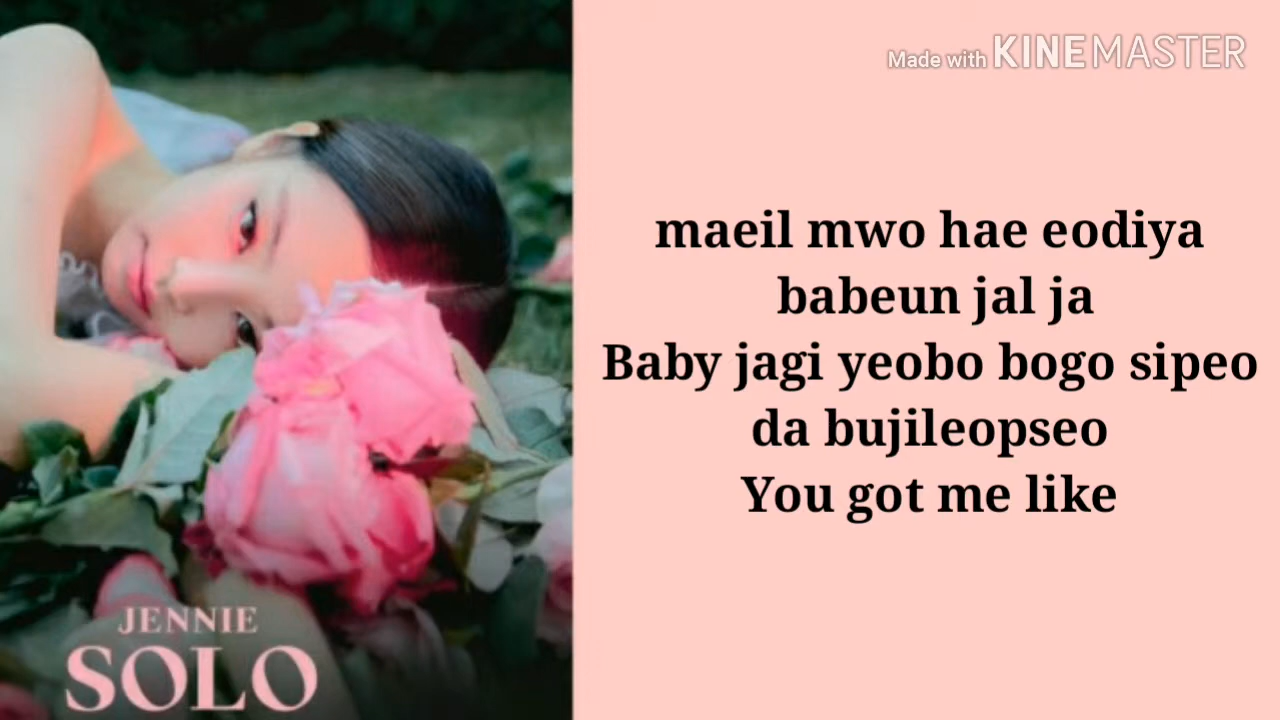 Made with KINEMASTER
maeil mwo hae eodiya
babeun jal ja
Baby jagi yeobo bogo sipeo
da bujileopseo
You got me like
JENNIE
SOLO